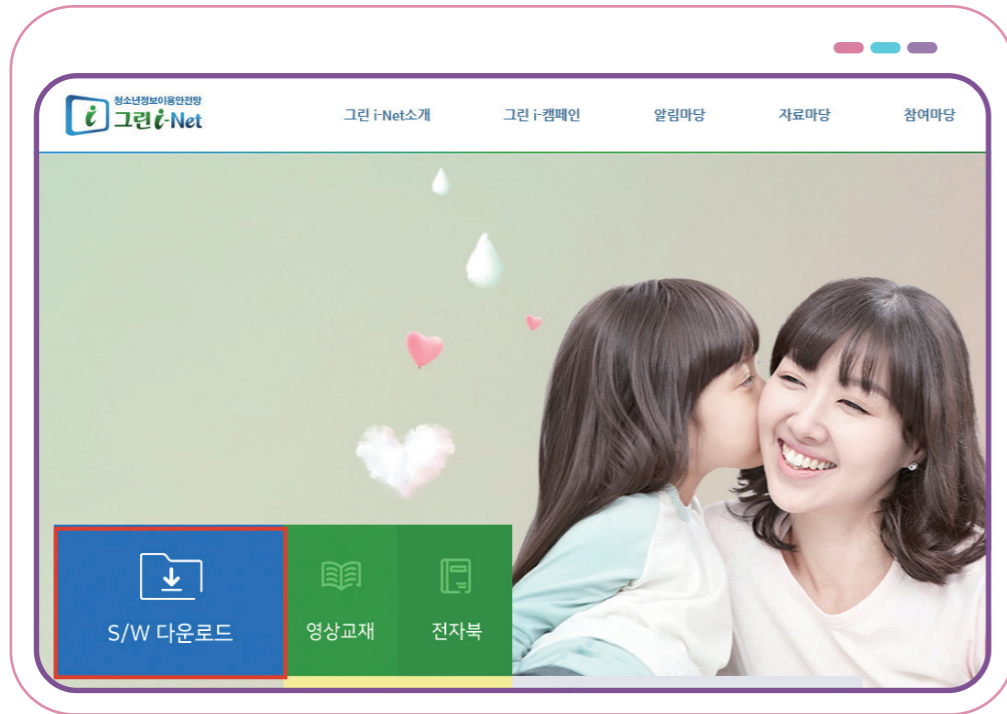 청소년정보이용안전망
그린 i-Net
그린 i-Net소개
그린 i-캠페인
알림마당
자료마당
참여마당
S/W 다운로드
영상교재
전자북